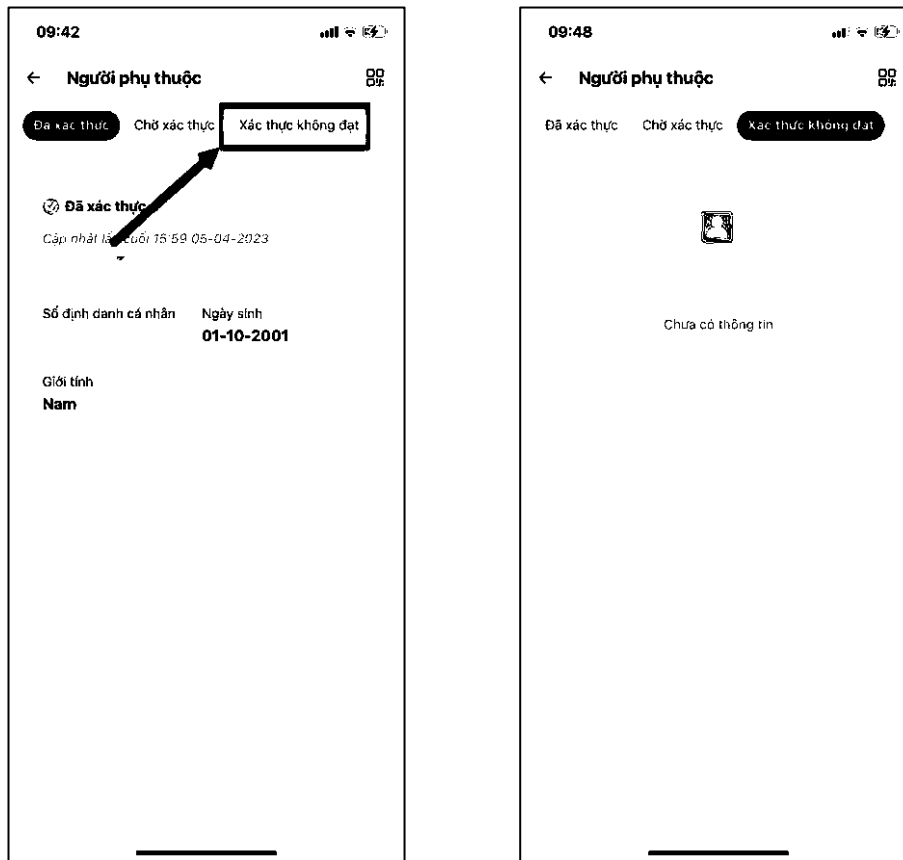 09:42
Người phụ thuộc
Đã xác thực Chờ xác thực Xác thực không đạt
Đã xác thực
Cập nhật lần cuối 15:59 05-04-2023
Số định danh cá nhân Ngày sinh
01-10-2001
Giới tính
Nam
09:48
Người phụ thuộc
Đã xác thực Chờ xác thực Xác thực không đạt
Chưa có thông tin